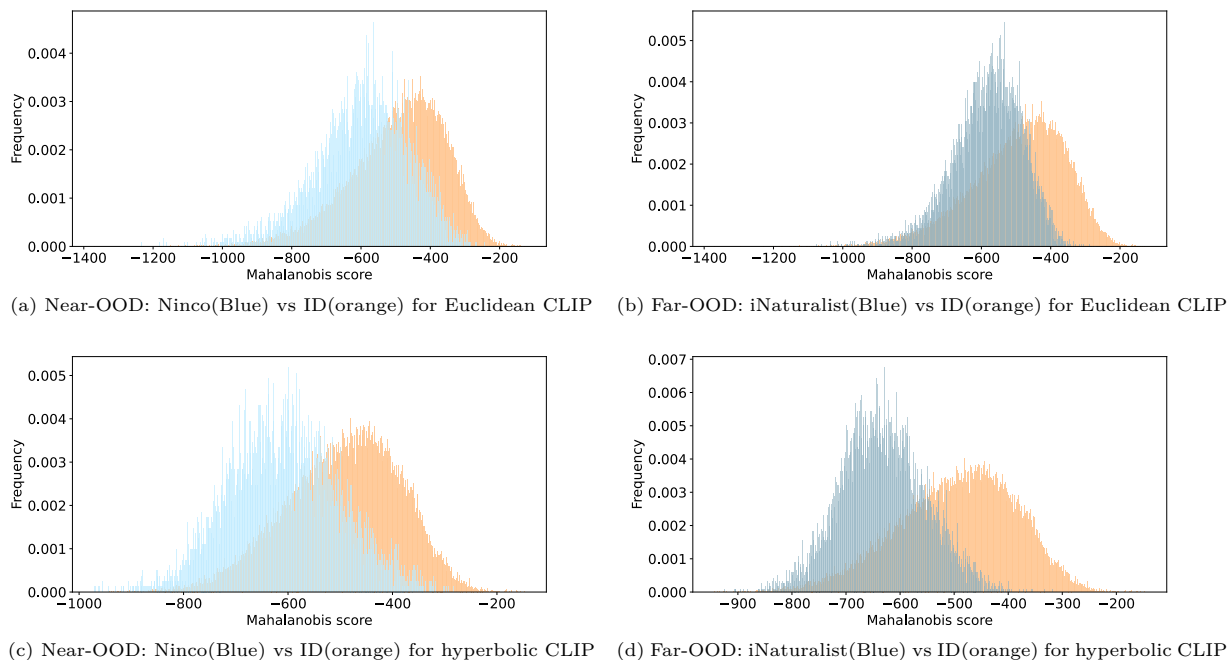 0.004
0.003
0.002
0.001
0.000
Frequency
−1400 −1200 −1000 −800 −600 −400 −200
Mahalanobis score
(a) Near-OOD: Ninco(Blue) vs ID(orange) for Euclidean CLIP
0.005
0.004
0.003
0.002
0.001
0.000
Frequency
−1400 −1200 −1000 −800 −600 −400 −200
Mahalanobis score
(b) Far-OOD: iNaturalist(Blue) vs ID(orange) for Euclidean CLIP
0.005
0.004
0.003
0.002
0.001
0.000
Frequency
−1000 −800 −600 −400 −200
Mahalanobis score
(c) Near-OOD: Ninco(Blue) vs ID(orange) for hyperbolic CLIP
0.007
0.006
0.005
0.004
0.003
0.002
0.001
0.000
Frequency
−900 −800 −700 −600 −500 −400 −300 −200
Mahalanobis score
(d) Far-OOD: iNaturalist(Blue) vs ID(orange) for hyperbolic CLIP